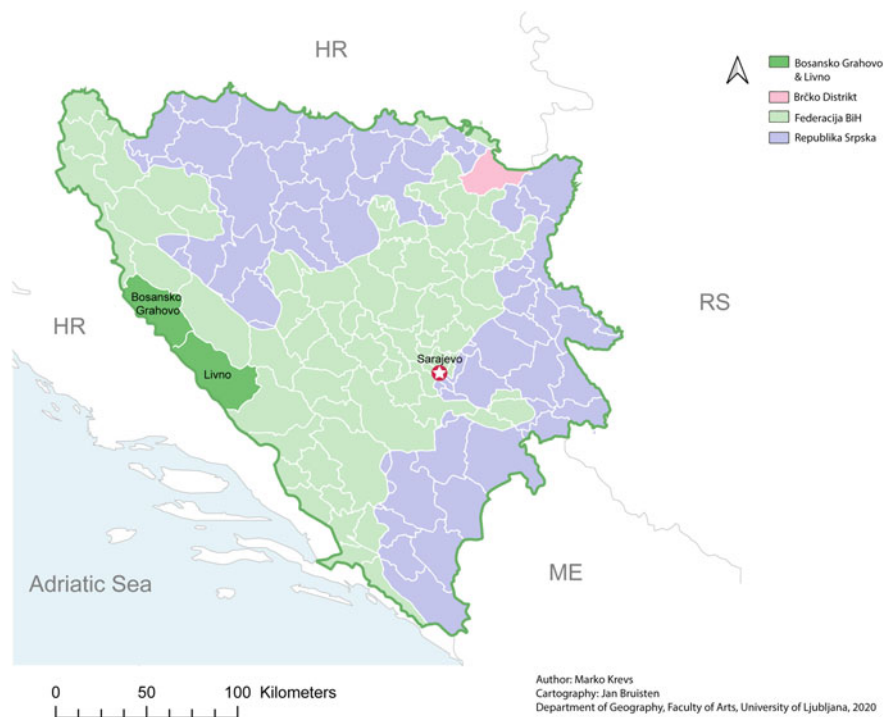 HR
Bosansko Grahovo
& Livno
Brčko Distrikt
Federacija BiH
Republika Srpska
Bosansko
Grahovo
HR
RS
Livno
Sarajevo
Adriatic Sea
ME
0 50 100 Kilometers
Author: Marko Krevs
Cartography: Jan Bruisten
Department of Geography, Faculty of Arts, University of Ljubljana, 2020